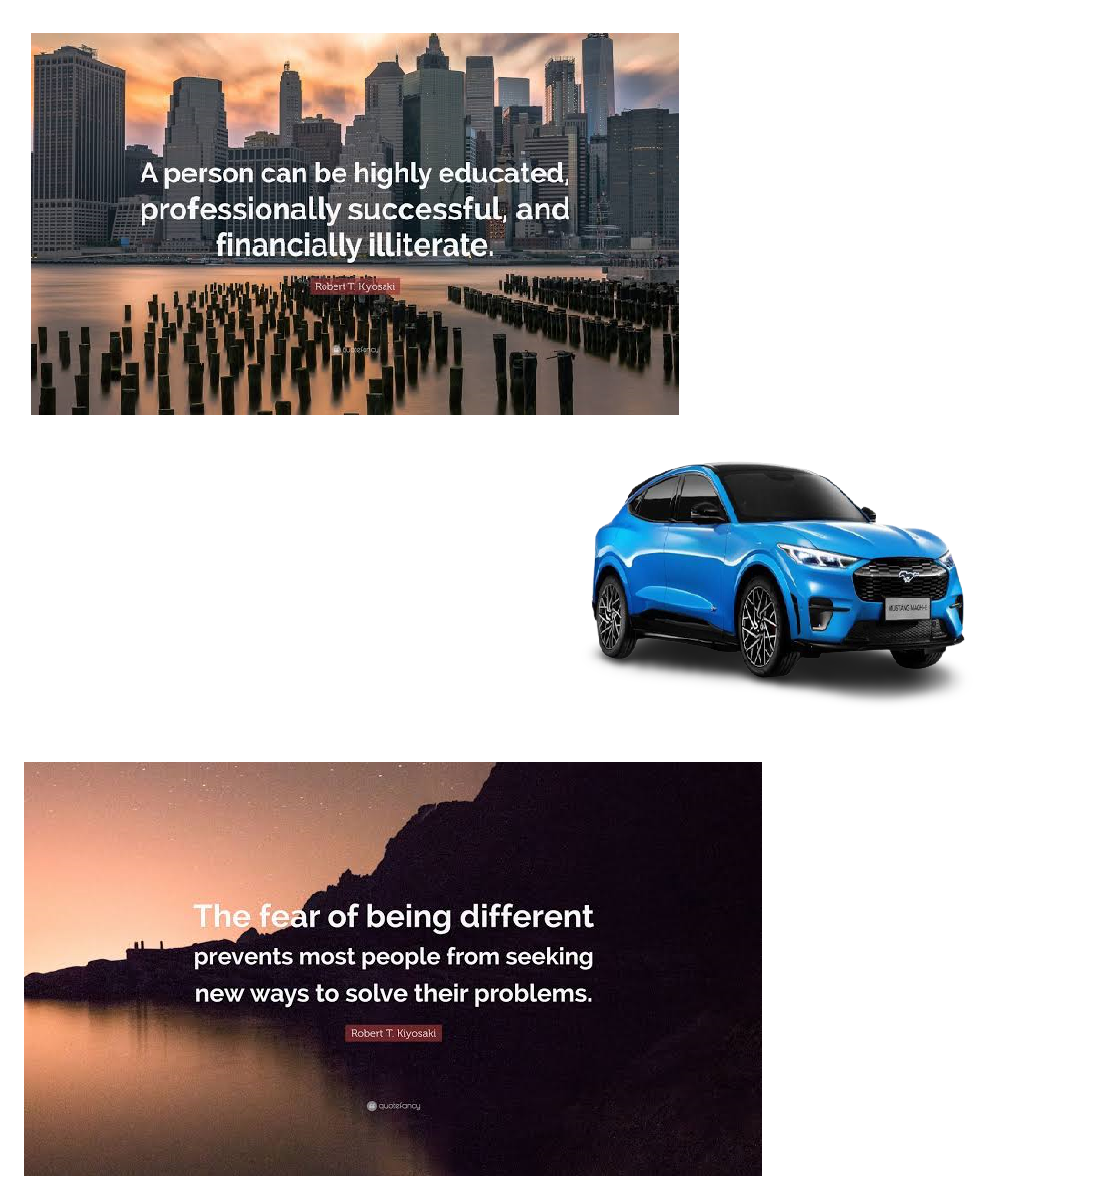 A person can be highly educated,
professionally successful, and
financially illiterate.
Robert T. Kiyosaki
quotefancy
MUSTANG MACH-E
The fear of being different
prevents most people from seeking
new ways to solve their problems.
Robert T. Kiyosaki
quotefancy